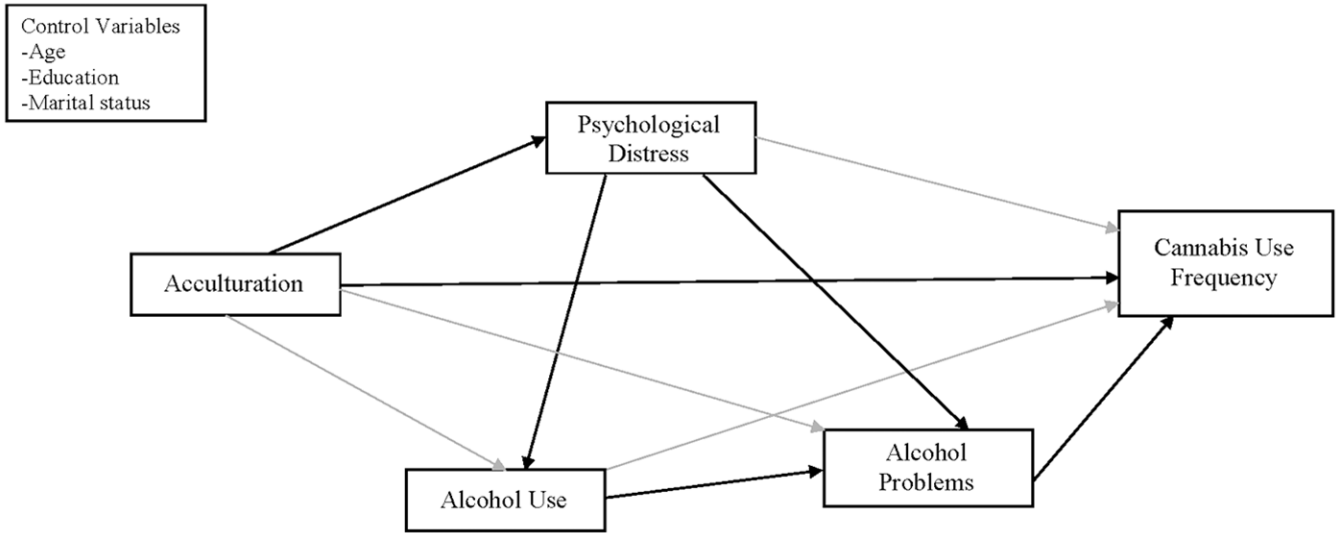 Control Variables
-Age
-Education
-Marital status
Psychological
Distress
Cannabis Use
Frequency
Acculturation
Alcohol
Problems
Alcohol Use